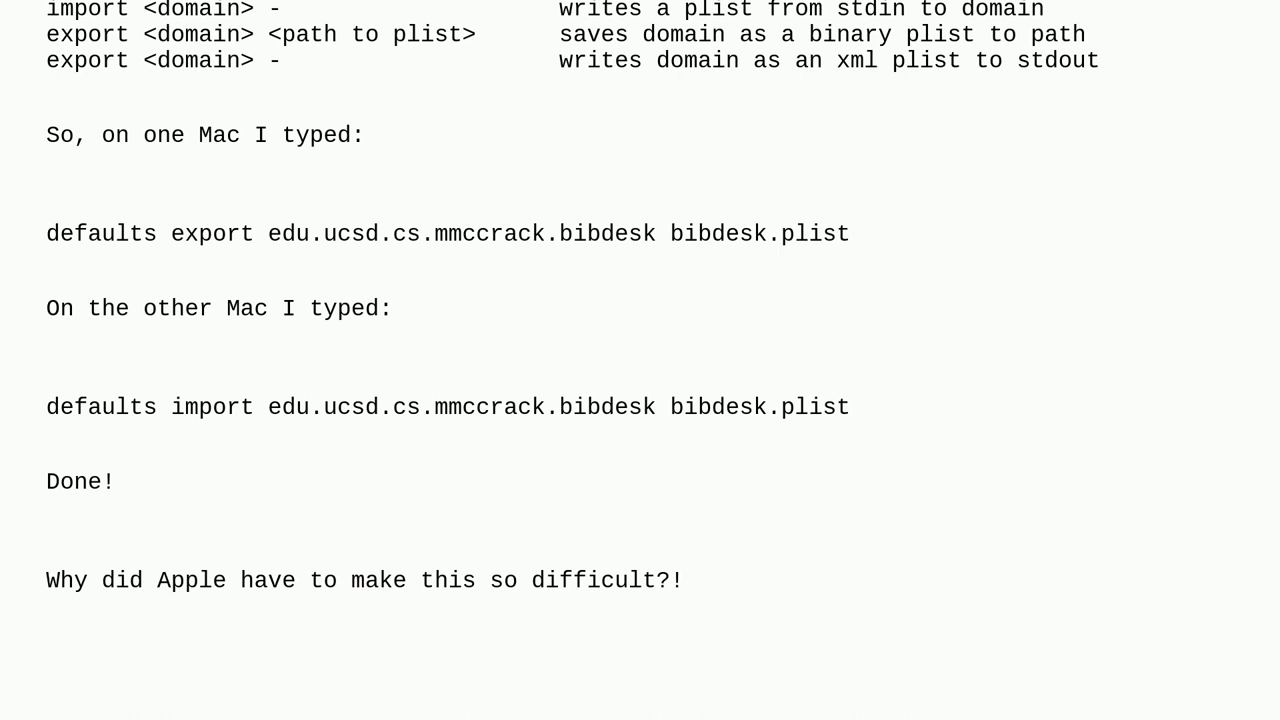 import <domain> - writes a plist from stdin to domain
export <domain> <path to plist> saves domain as a binary plist to path
export <domain> - writes domain as an xml plist to stdout
So, on one Mac I typed:
defaults export edu.ucsd.cs.mmccrack.bibdesk bibdesk.plist
On the other Mac I typed:
defaults import edu.ucsd.cs.mmccrack.bibdesk bibdesk.plist
Done!
Why did Apple have to make this so difficult?!